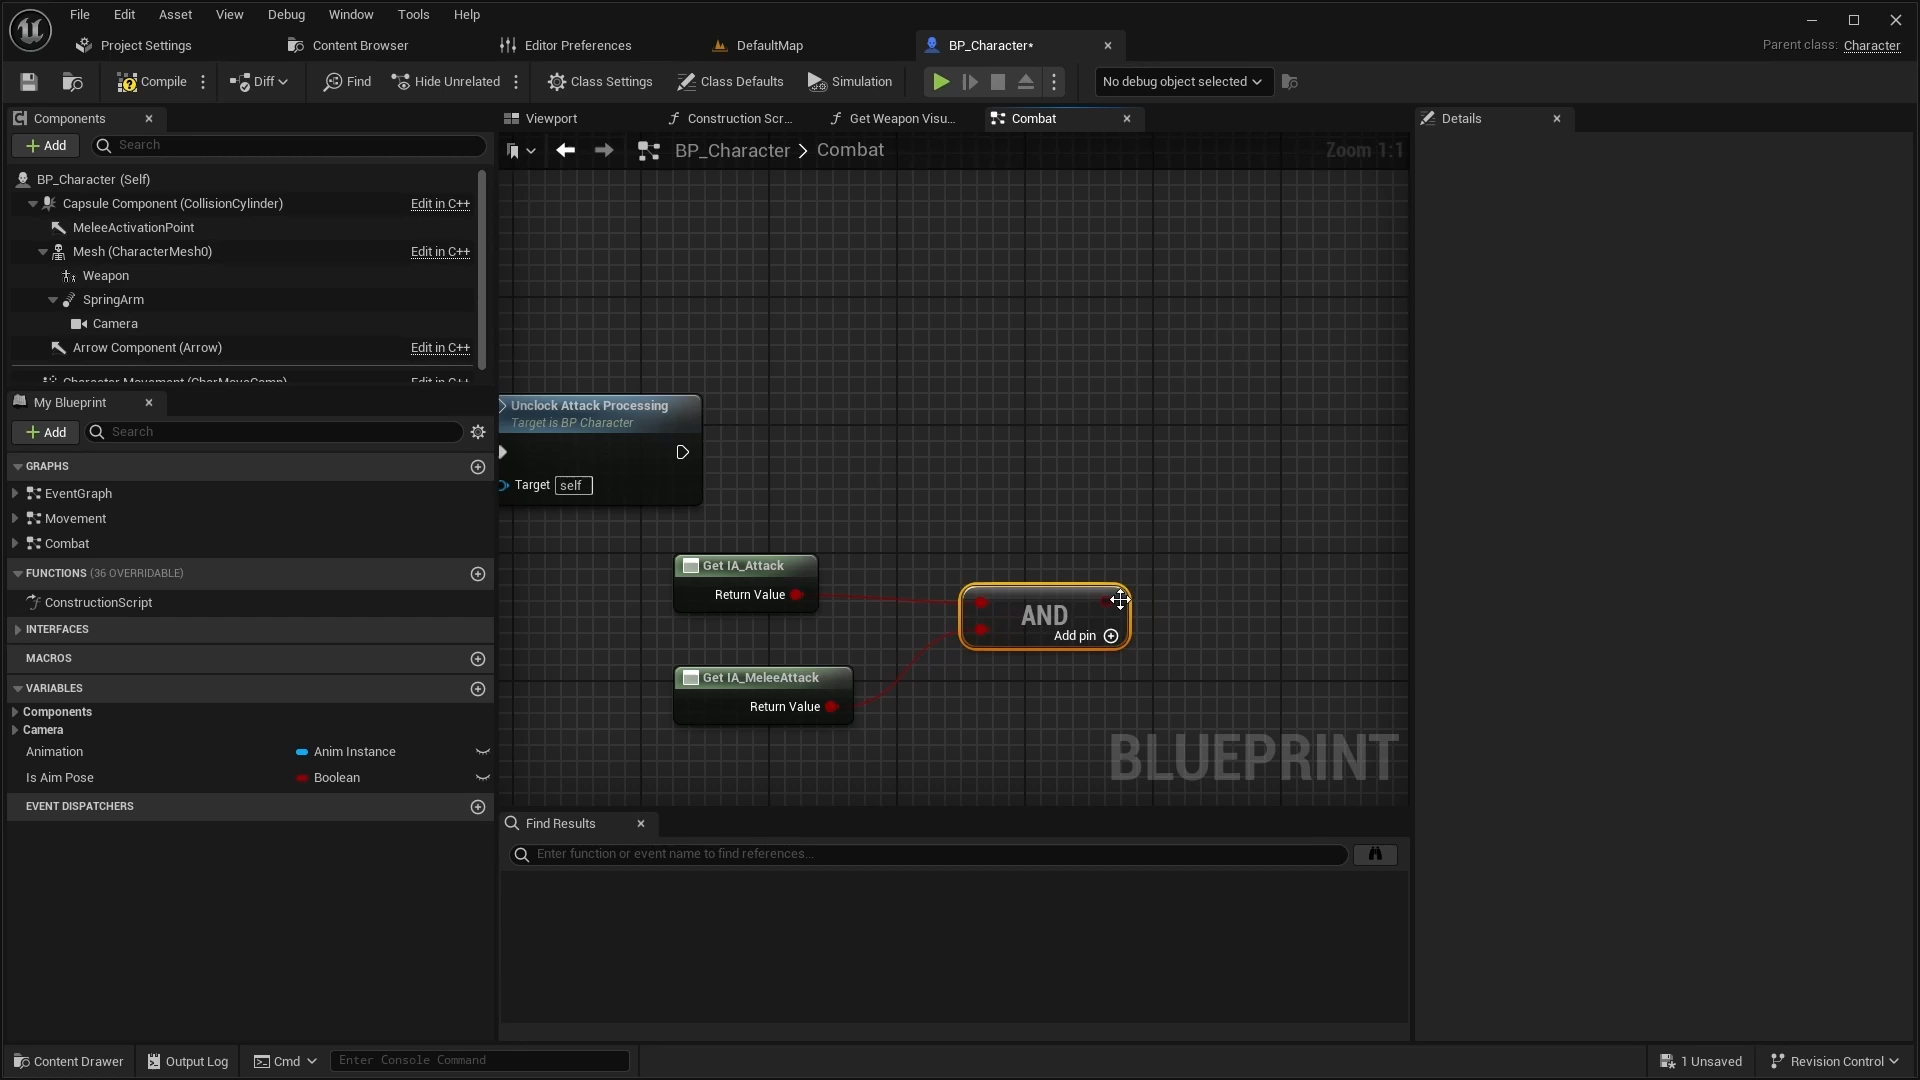 File Edit Asset View Debug Window Tools Help
Project Settings Content Browser Editor Preferences DefaultMap BP_Character* Parent class: Character
Compile Diff Find Hide Unrelated Class Settings Class Defaults Simulation No debug object selected
Components Viewport Construction Scr... Get Weapon Visu... Combat Details
Add Search BP_Character > Combat Zoom 1:1
BP_Character (Self)
Capsule Component (CollisionCylinder) Edit in C++
MeleeActivationPoint
Mesh (CharacterMesh0) Edit in C++
Weapon
SpringArm
Camera
Arrow Component (Arrow) Edit in C++
Character Movement (CharMoveComp) Edit in C++
My Blueprint
Add Search
GRAPHS
EventGraph
Movement
Combat
FUNCTIONS (36 OVERRIDABLE)
ConstructionScript
INTERFACES
MACROS
VARIABLES
Components
Camera
Animation Anim Instance
Is Aim Pose Boolean
EVENT DISPATCHERS
Unclock Attack Processing
Target is BP Character
Target self
Get IA_Attack
Return Value
AND
Add pin
Get IA_MeleeAttack
Return Value
BLUEPRINT
Find Results
Enter function or event name to find references...
Content Drawer Output Log Cmd Enter Console Command 1 Unsaved Revision Control